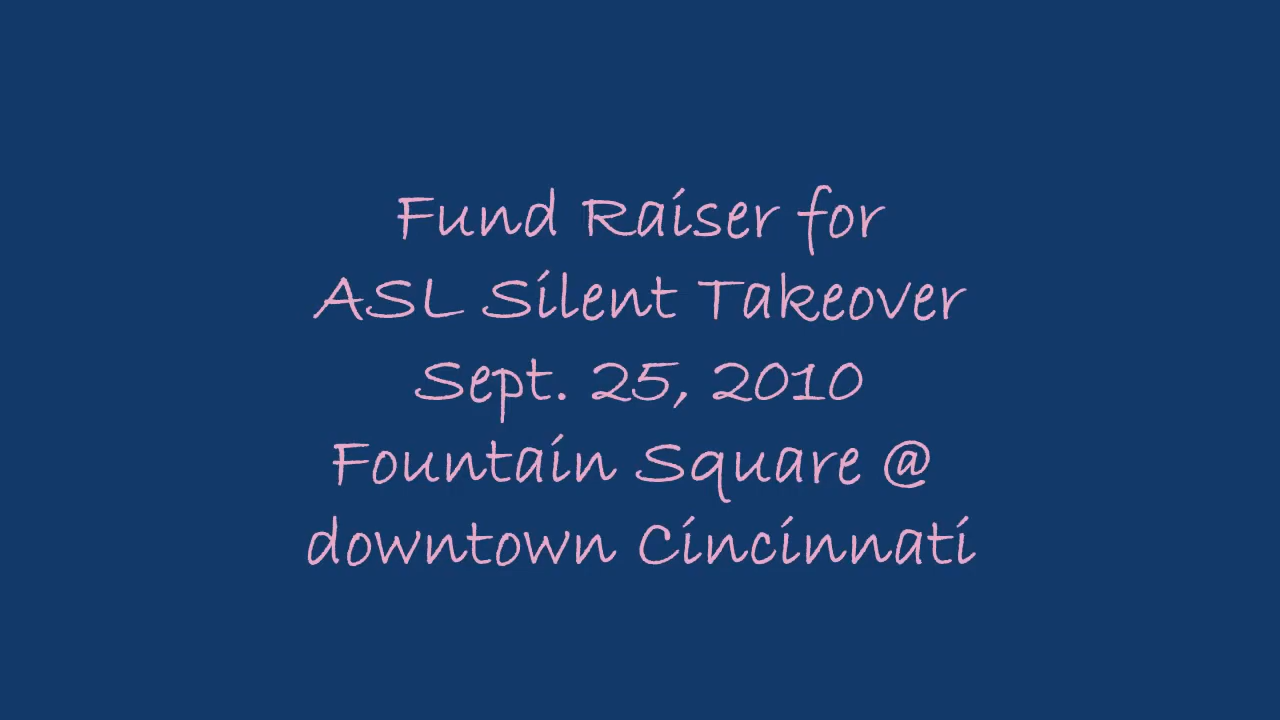 Fund Raiser for
ASL Silent Takeover
Sept. 25, 2010
Fountain Square @
downtown Cincinnati